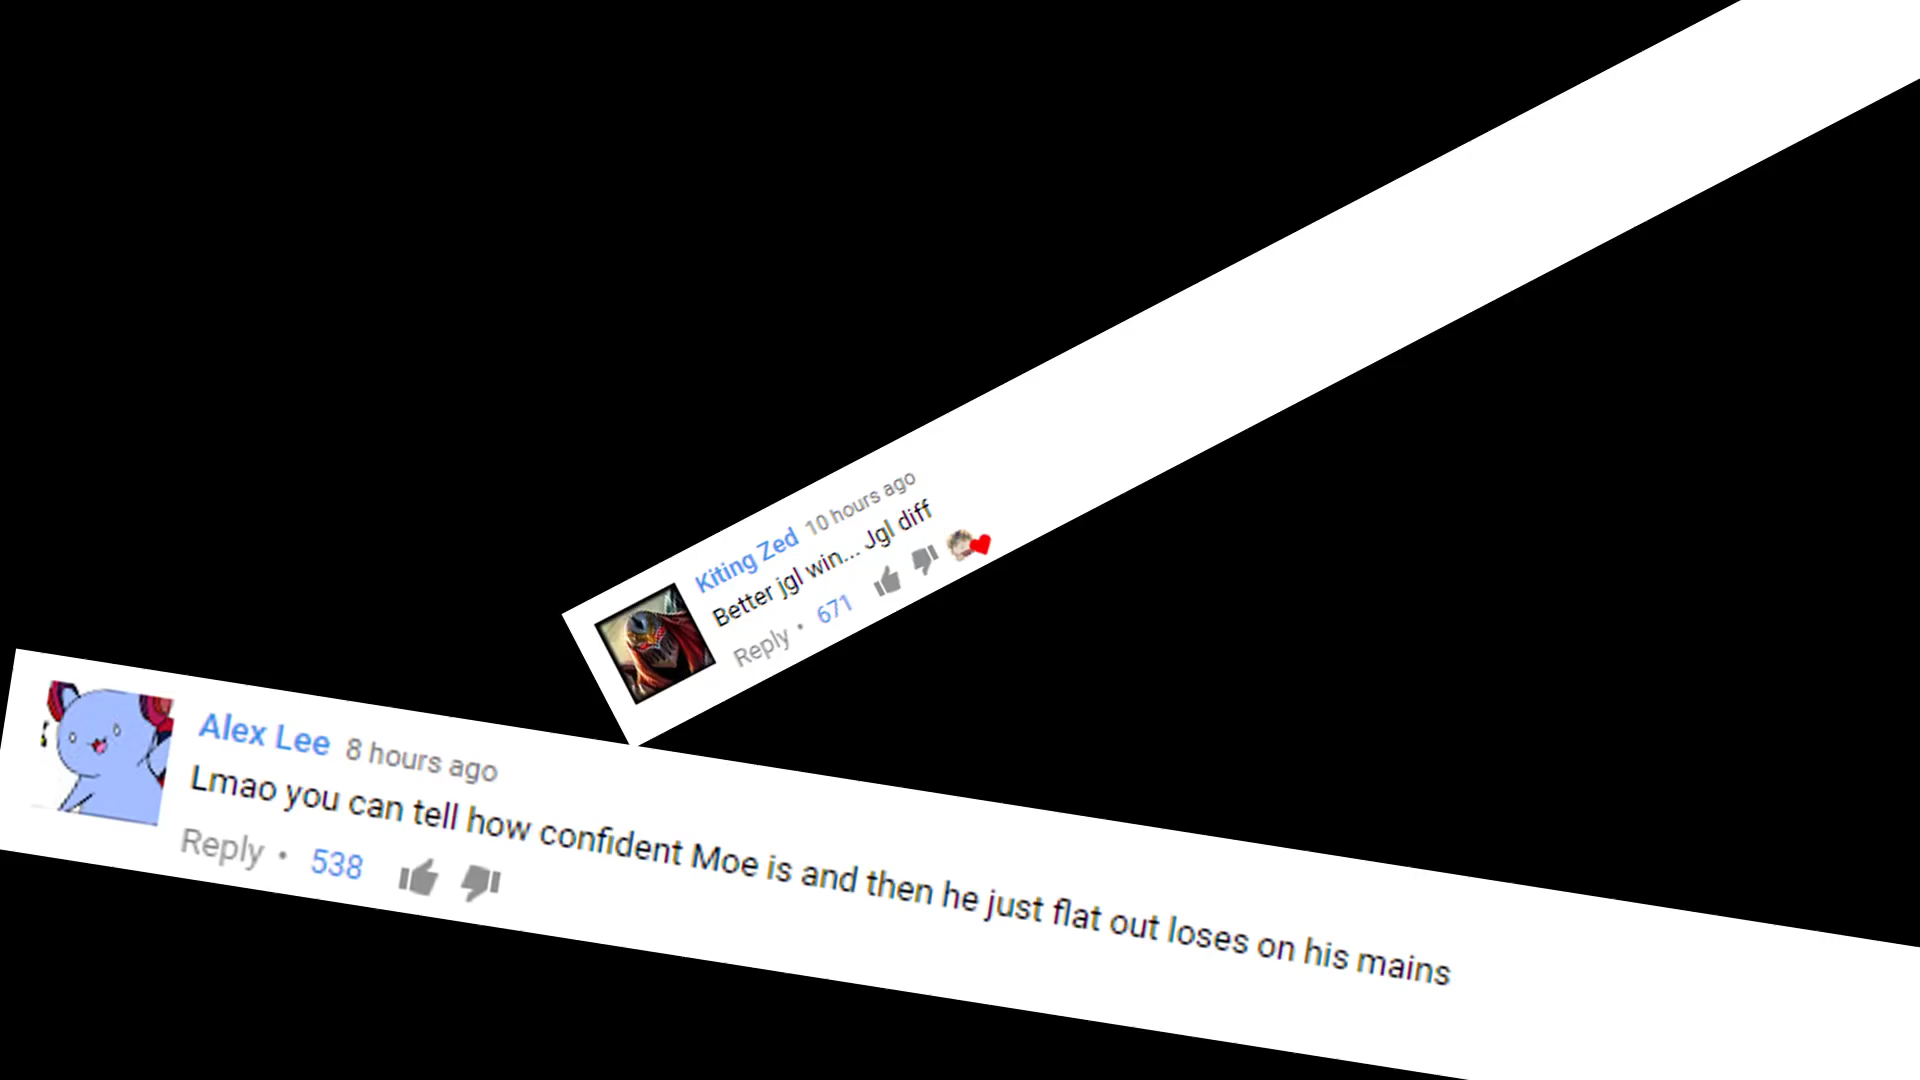 Kiting Zed 10 hours ago
Better jgl win... Jgl diff
Reply • 671
Alex Lee 8 hours ago
Lmao you can tell how confident Moe is and then he just flat out loses on his mains
Reply • 538